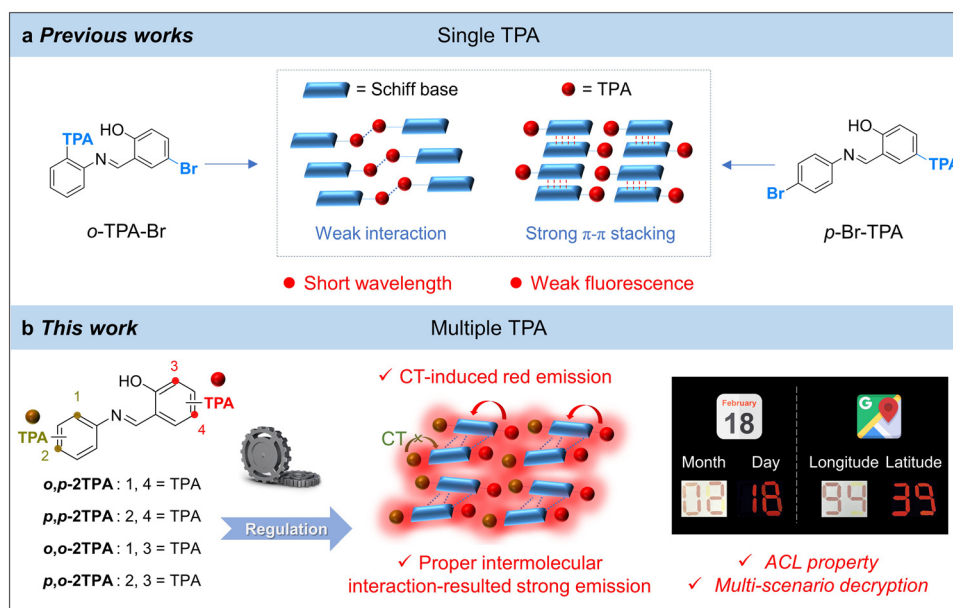 a Previous works
Single TPA
= Schiff base
= TPA
TPA
HO
N
Br
o-TPA-Br
Weak interaction
Strong π-π stacking
HO
N
Br
TPA
p-Br-TPA
Short wavelength
Weak fluorescence
b This work
Multiple TPA
3
HO
TPA
1
N
4
TPA
2
o,p-2TPA : 1, 4 = TPA
p,p-2TPA : 2, 4 = TPA
o,o-2TPA : 1, 3 = TPA
p,o-2TPA : 2, 3 = TPA
Regulation
✓ CT-induced red emission
CT ×
✓ Proper intermolecular
interaction-resulted strong emission
February
18
G
Month
Day
Longitude
Latitude
02
18
94
39
✓ ACL property
✓ Multi-scenario decryption